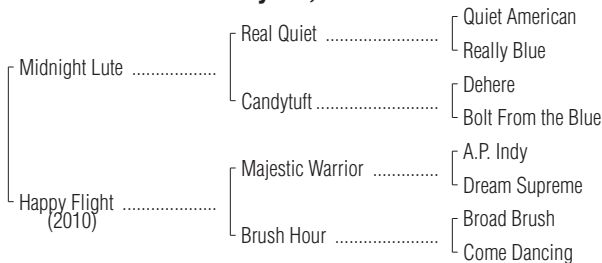 Quiet American
Real Quiet ......................
Really Blue
Midnight Lute .................
Dehere
Candytuft........................
Bolt From the Blue
A.P. Indy
Majestic Warrior .............
Dream Supreme
Happy Flight ..................
(2010)
Broad Brush
Brush Hour ....................
Come Dancing